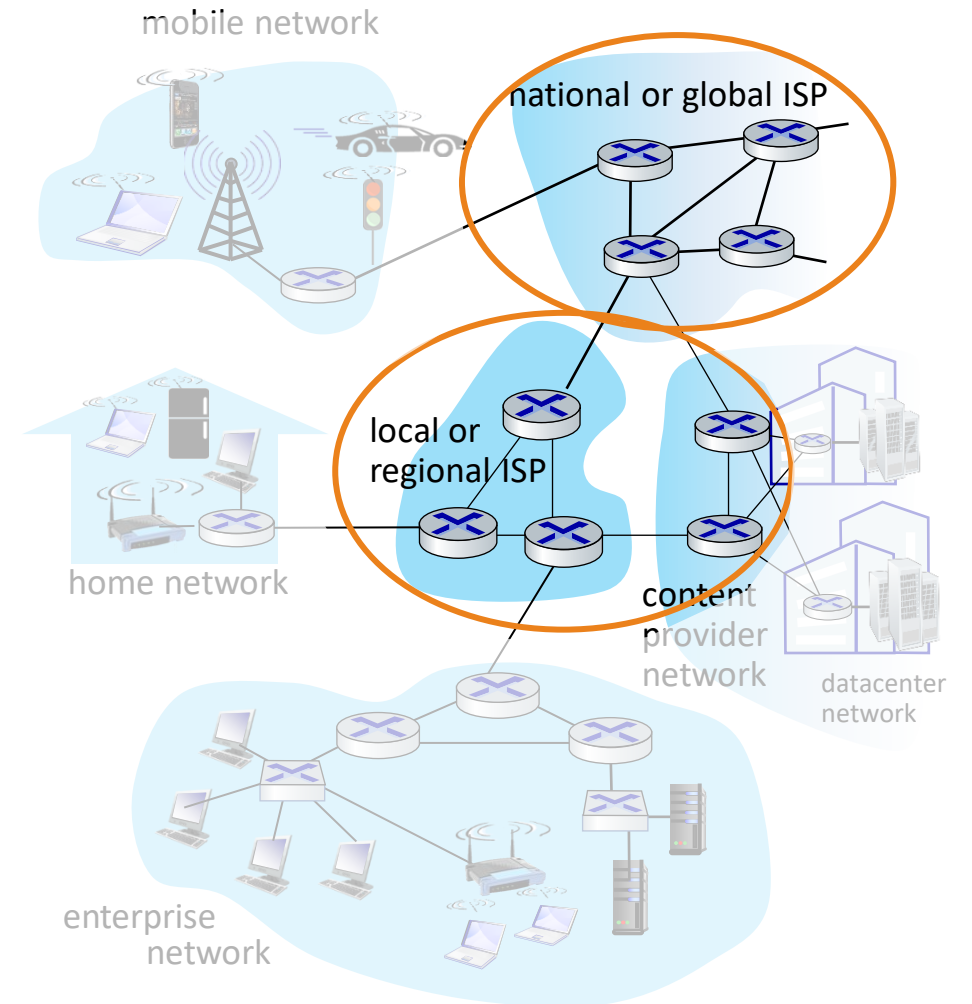 mobile network
national or global ISP
local or
regional ISP
home network
content
provider
network
datacenter
network
enterprise
network